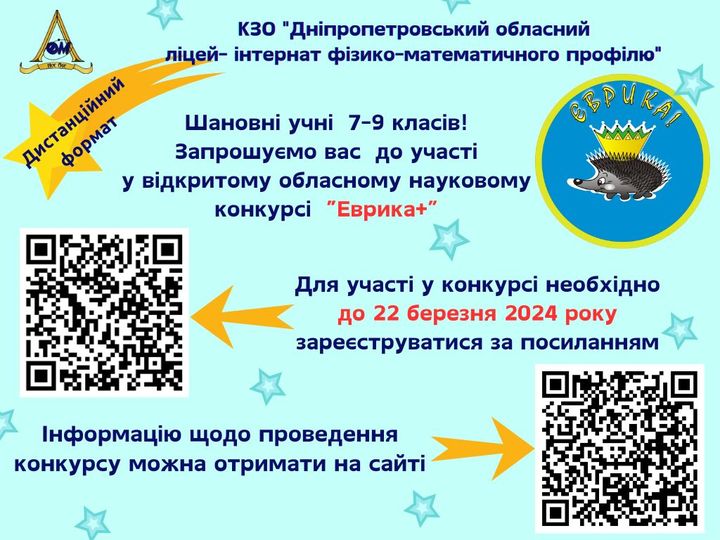 КЗО "Дніпропетровський обласний
ліцей- інтернат фізико-математичного профілю"
ФМ
Дистанційний
формат
ЄВРИКА!
Шановні учні 7-9 класів!
Запрошуємо вас до участі
у відкритому обласному науковому
конкурсі "Еврика+"
Для участі у конкурсі необхідно
до 22 березня 2024 року
зареєструватися за посиланням
Інформацію щодо проведення
конкурсу можна отримати на сайті